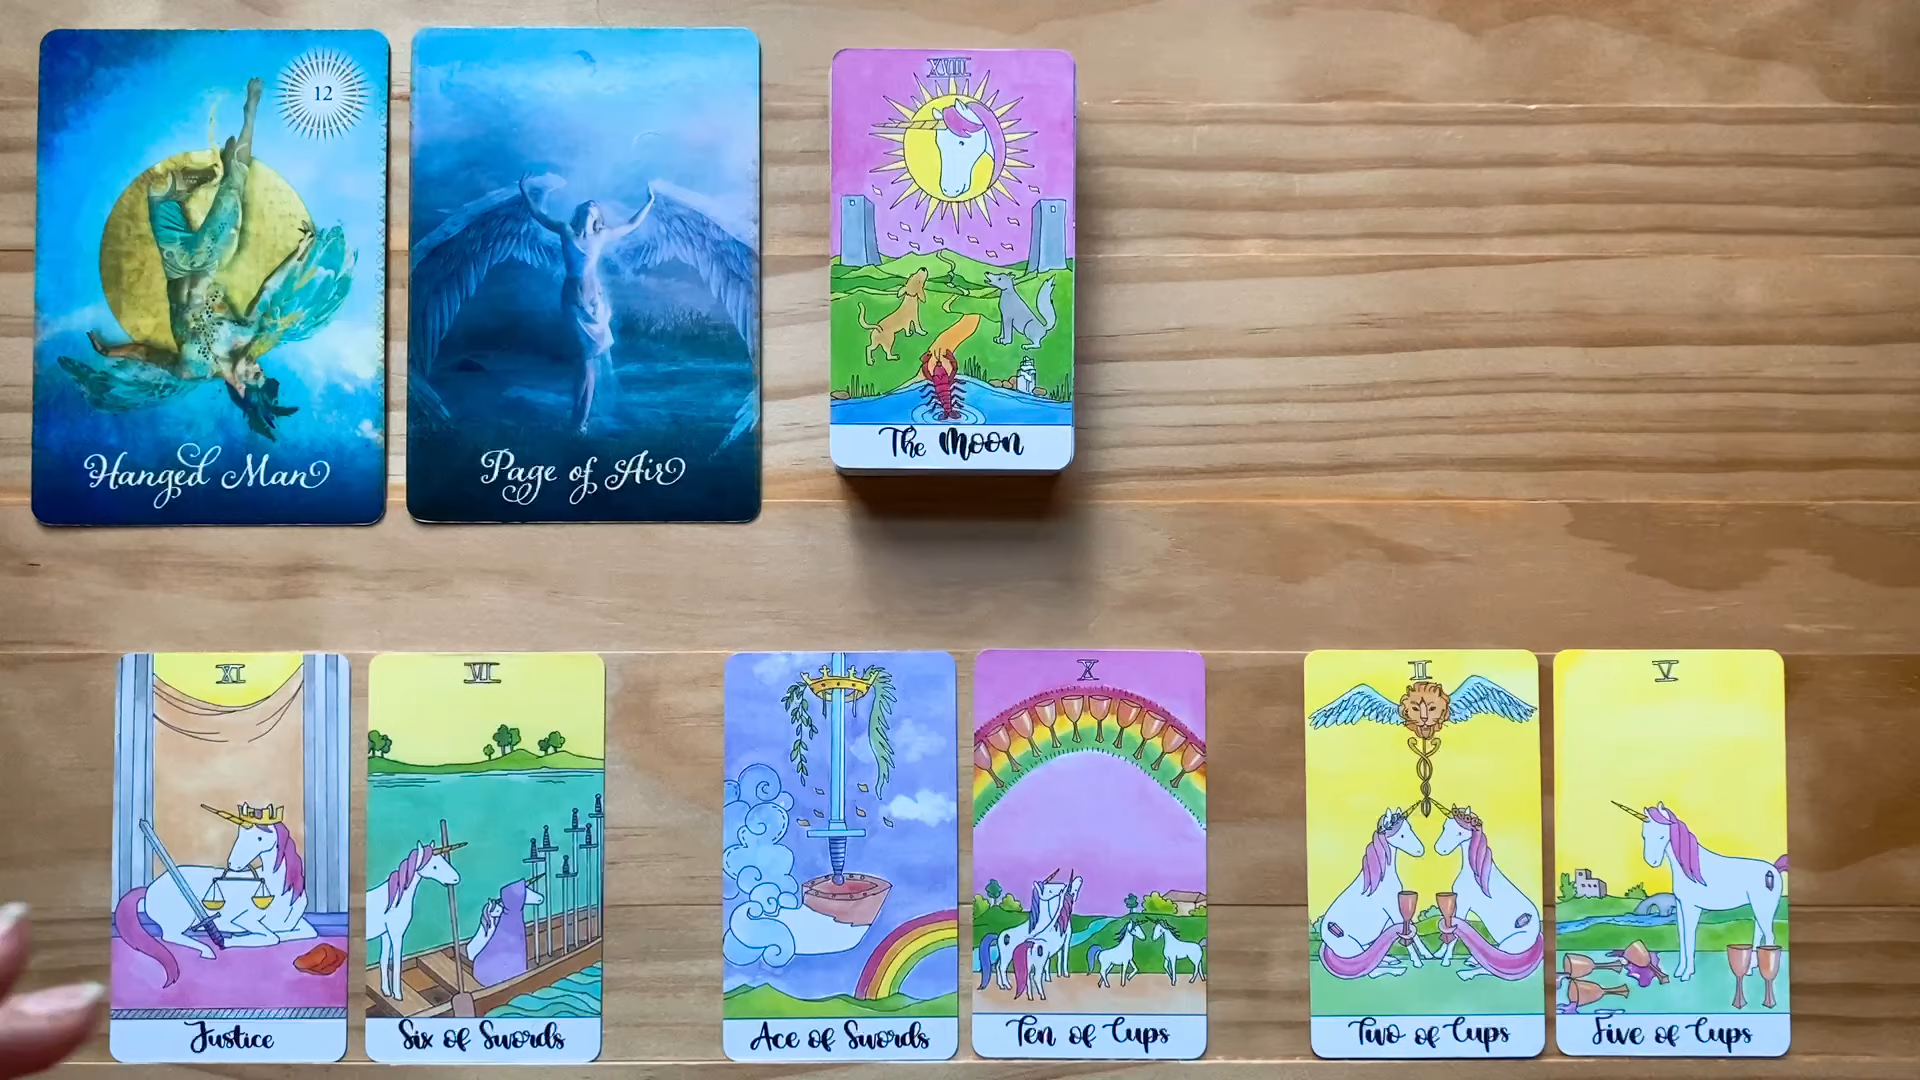 12
Hanged Man
Page of Air
XVIII
The Moon
XI
Justice
VI
Six of Swords
Ace of Swords
X
Ten of Cups
II
Two of Cups
V
Five of Cups